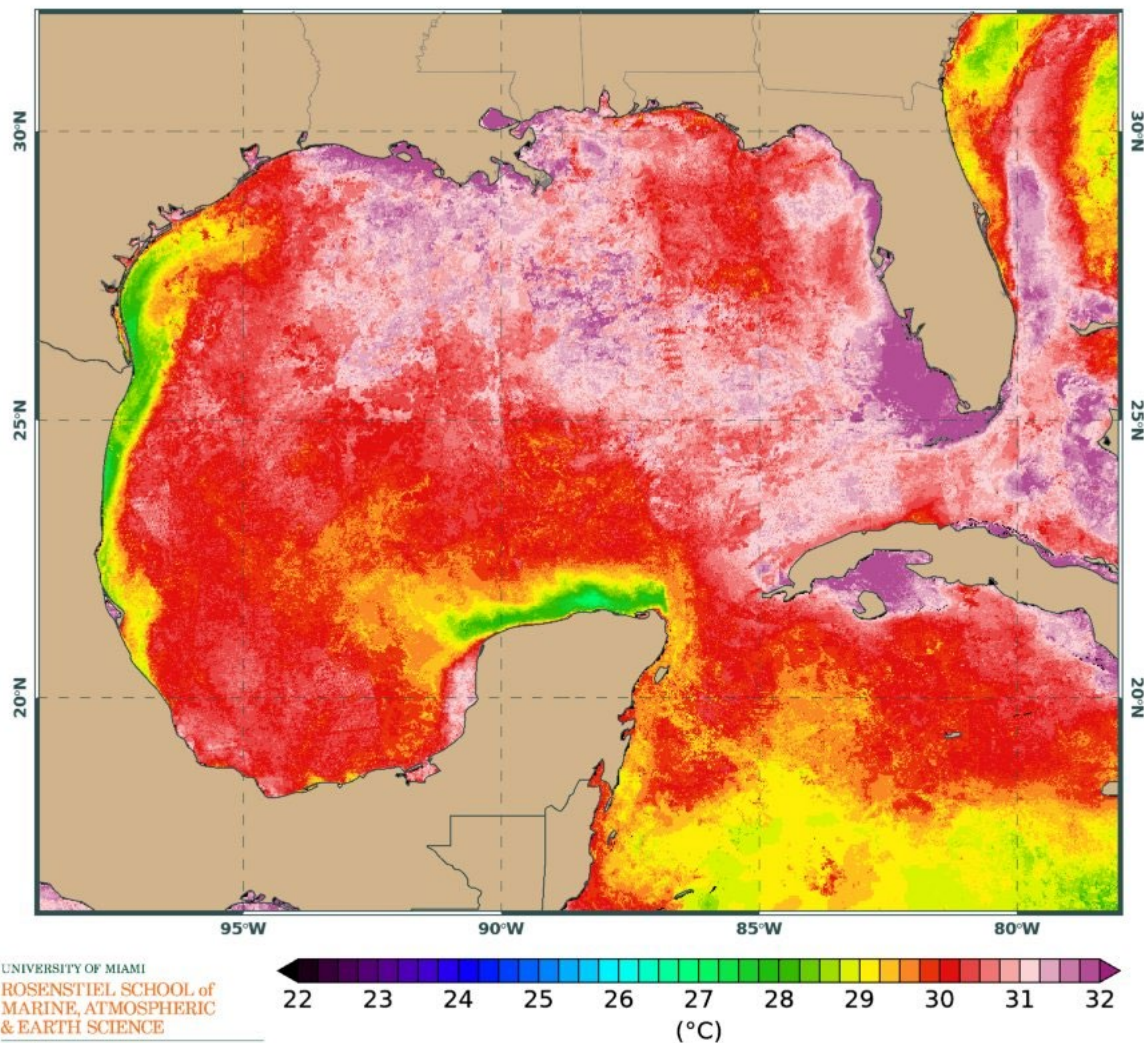 30°N
30°N
25°N
25°N
20°N
20°N
95°W
90°W
85°W
80°W
UNIVERSITY OF MIAMI
ROSENSTIEL SCHOOL of
MARINE, ATMOSPHERIC
& EARTH SCIENCE
22 23 24 25 26 27 28 29 30 31 32
(°C)